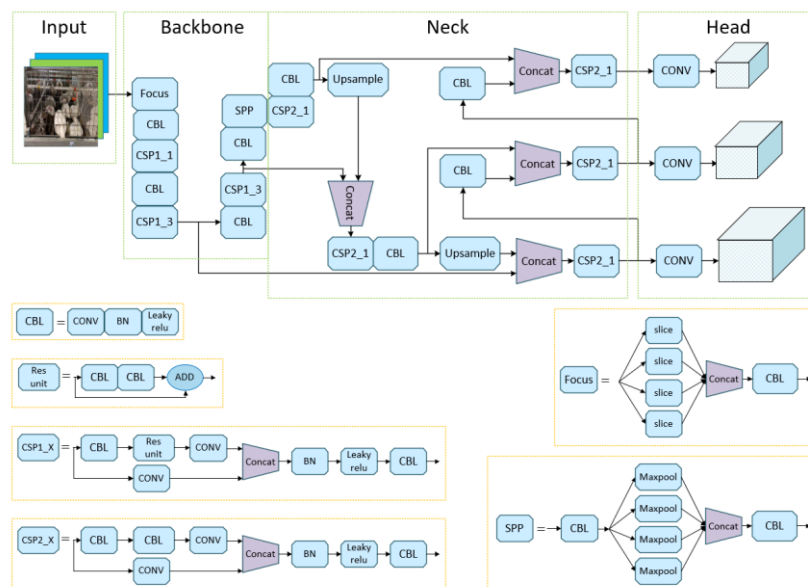 Input
Backbone
Neck
Head
Focus
CBL
CSP1_1
CBL
CSP1_3
SPP
CBL
CSP1_3
CBL
CBL
CSP2_1
Upsample
Concat
CSP2_1
CBL
Upsample
CBL
Concat
CSP2_1
CBL
Concat
CSP2_1
Concat
CSP2_1
CONV
CONV
CONV
CBL = CONV BN Leaky relu
Res unit = CBL CBL ADD
CSP1_X = CBL Res unit CONV Concat BN Leaky relu CBL
CONV
CSP2_X = CBL CBL CONV Concat BN Leaky relu CBL
CONV
Focus = slice slice slice slice Concat CBL
SPP = CBL Maxpool Maxpool Maxpool Maxpool Concat CBL